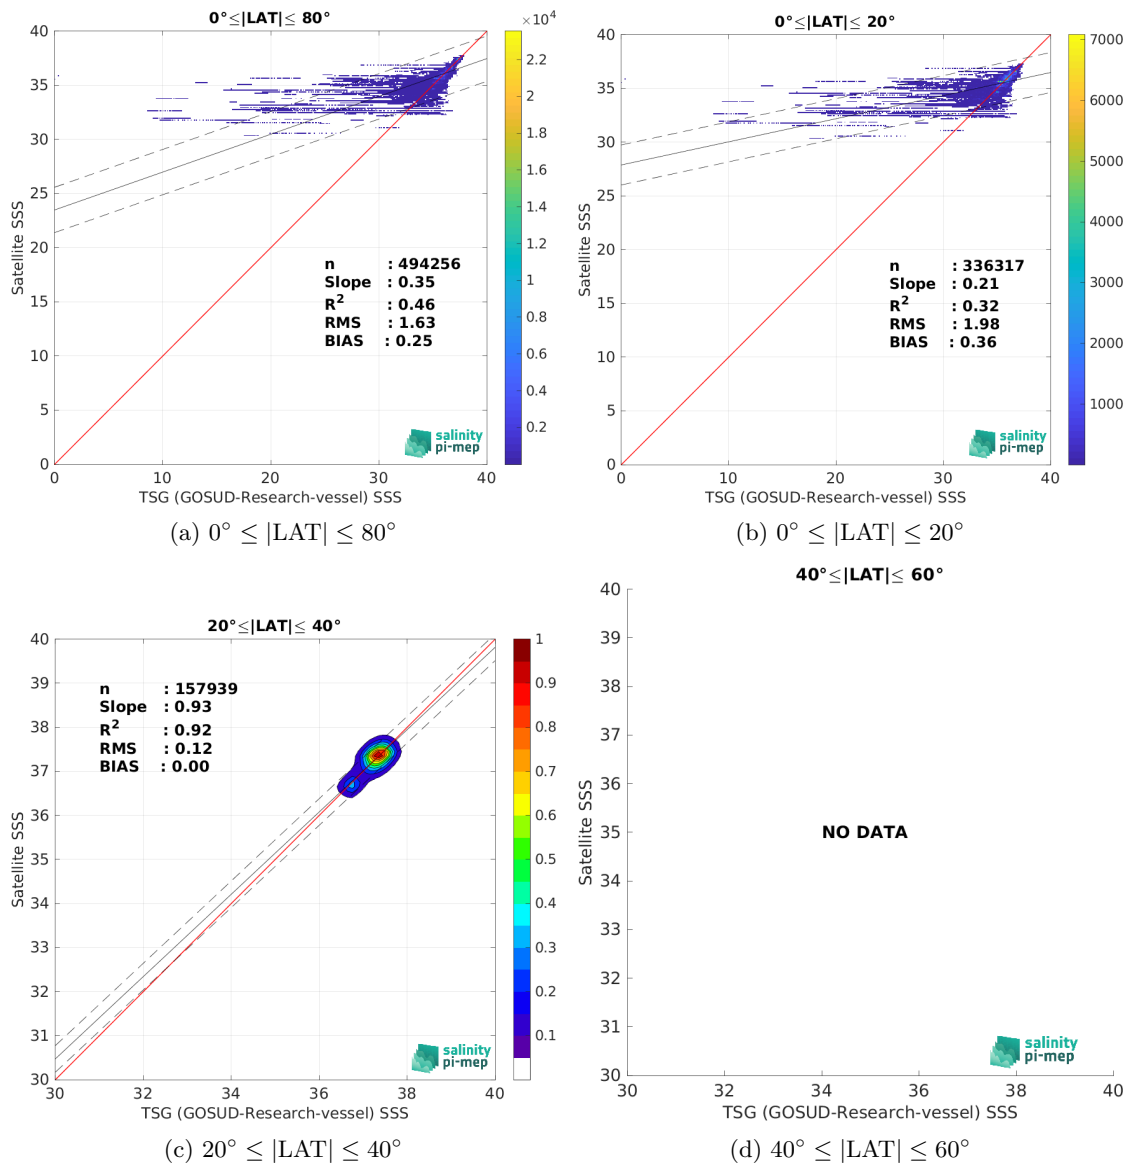 0°≤|LAT|≤ 80°
×10⁴
40
35
30
25
20
15
10
5
0
Satellite SSS
n : 494256
Slope : 0.35
R² : 0.46
RMS : 1.63
BIAS : 0.25
salinity
pi-mep
0 10 20 30 40
TSG (GOSUD-Research-vessel) SSS
2.2
2
1.8
1.6
1.4
1.2
1
0.8
0.6
0.4
0.2
(a) 0° ≤ |LAT| ≤ 80°
0°≤|LAT|≤ 20°
40
35
30
25
20
15
10
5
0
Satellite SSS
n : 336317
Slope : 0.21
R² : 0.32
RMS : 1.98
BIAS : 0.36
salinity
pi-mep
0 10 20 30 40
TSG (GOSUD-Research-vessel) SSS
7000
6000
5000
4000
3000
2000
1000
(b) 0° ≤ |LAT| ≤ 20°
20°≤|LAT|≤ 40°
40
39
38
37
36
35
34
33
32
31
30
Satellite SSS
n : 157939
Slope : 0.93
R² : 0.92
RMS : 0.12
BIAS : 0.00
salinity
pi-mep
30 32 34 36 38 40
TSG (GOSUD-Research-vessel) SSS
1
0.9
0.8
0.7
0.6
0.5
0.4
0.3
0.2
0.1
(c) 20° ≤ |LAT| ≤ 40°
40°≤|LAT|≤ 60°
40
39
38
37
36
35
34
33
32
31
30
Satellite SSS
NO DATA
salinity
pi-mep
30 32 34 36 38 40
TSG (GOSUD-Research-vessel) SSS
(d) 40° ≤ |LAT| ≤ 60°